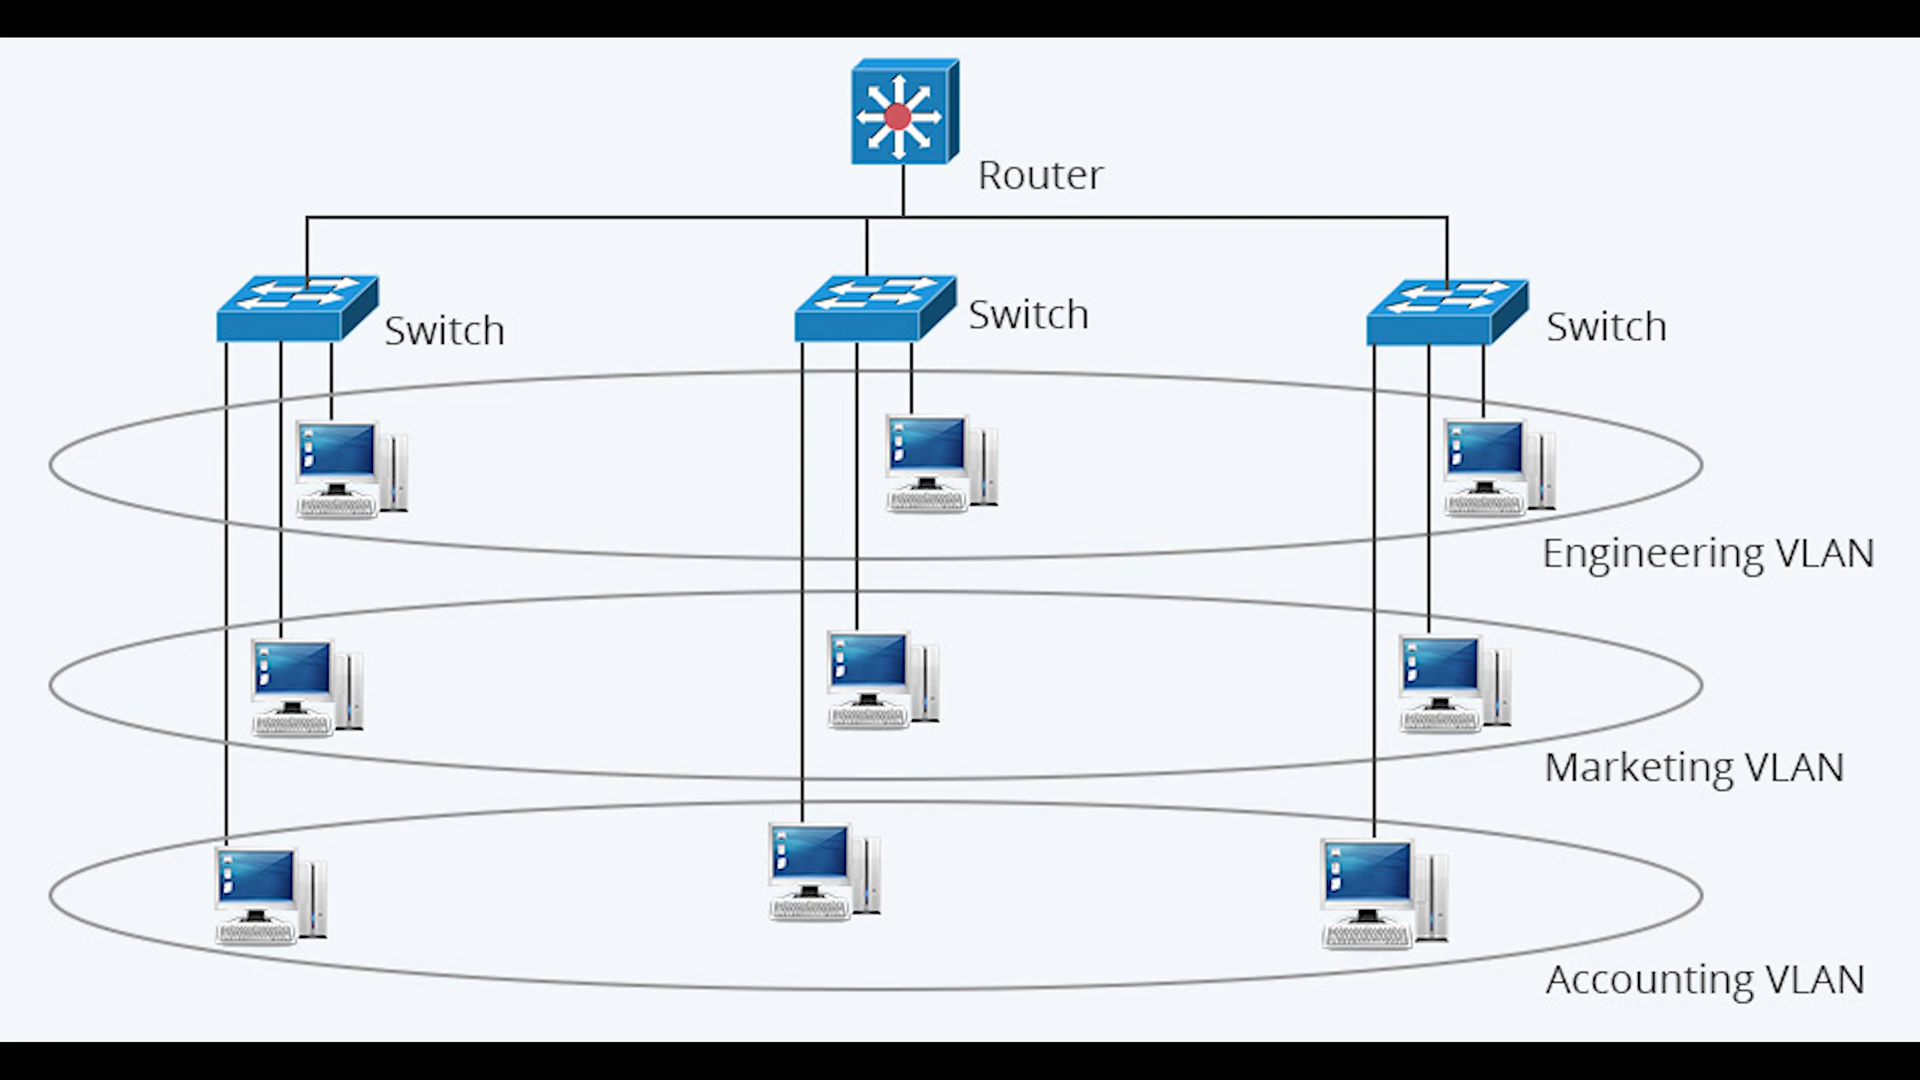 Router
Switch
Switch
Switch
Engineering VLAN
Marketing VLAN
Accounting VLAN